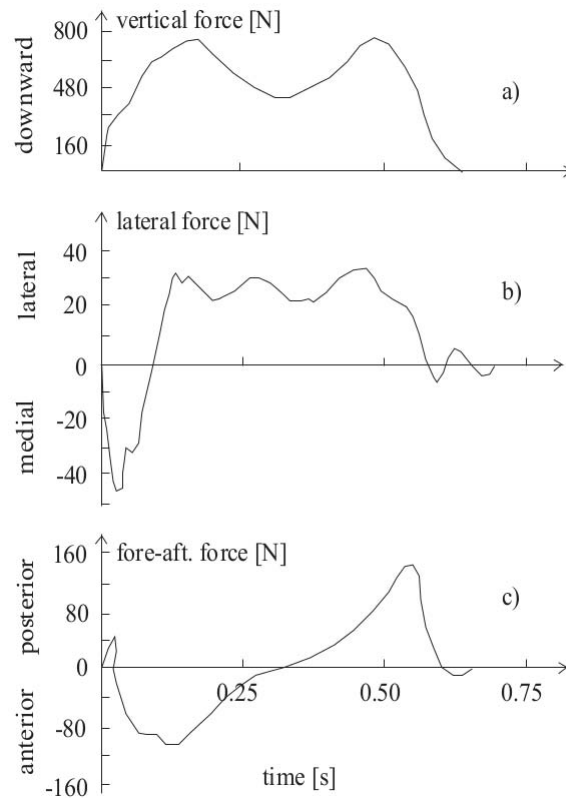 vertical force [N]
downward
800
480
160
a)
lateral force [N]
lateral
medial
40
20
0
-20
-40
b)
fore-aft. force [N]
posterior
anterior
160
80
0
-80
-160
c)
0.25
0.50
0.75
time [s]